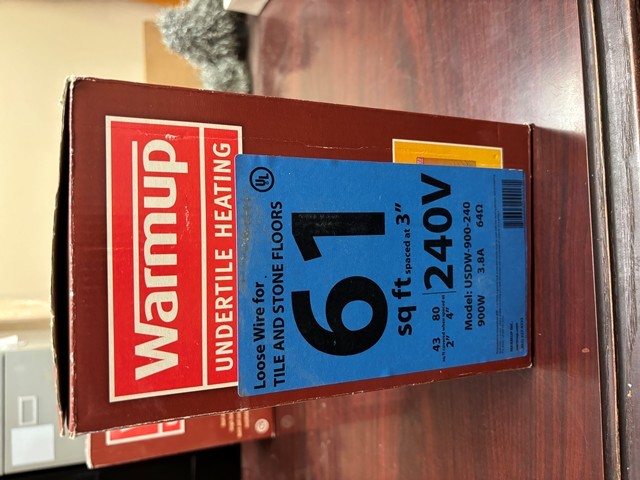 Warmup
UNDERTILE HEATING
Loose Wire for
TILE AND STONE FLOORS
UL
61
sq ft spaced at 3"
43 80
2" 4"
240V
Model: USDW-900-240
900W 3.8A 64Ω